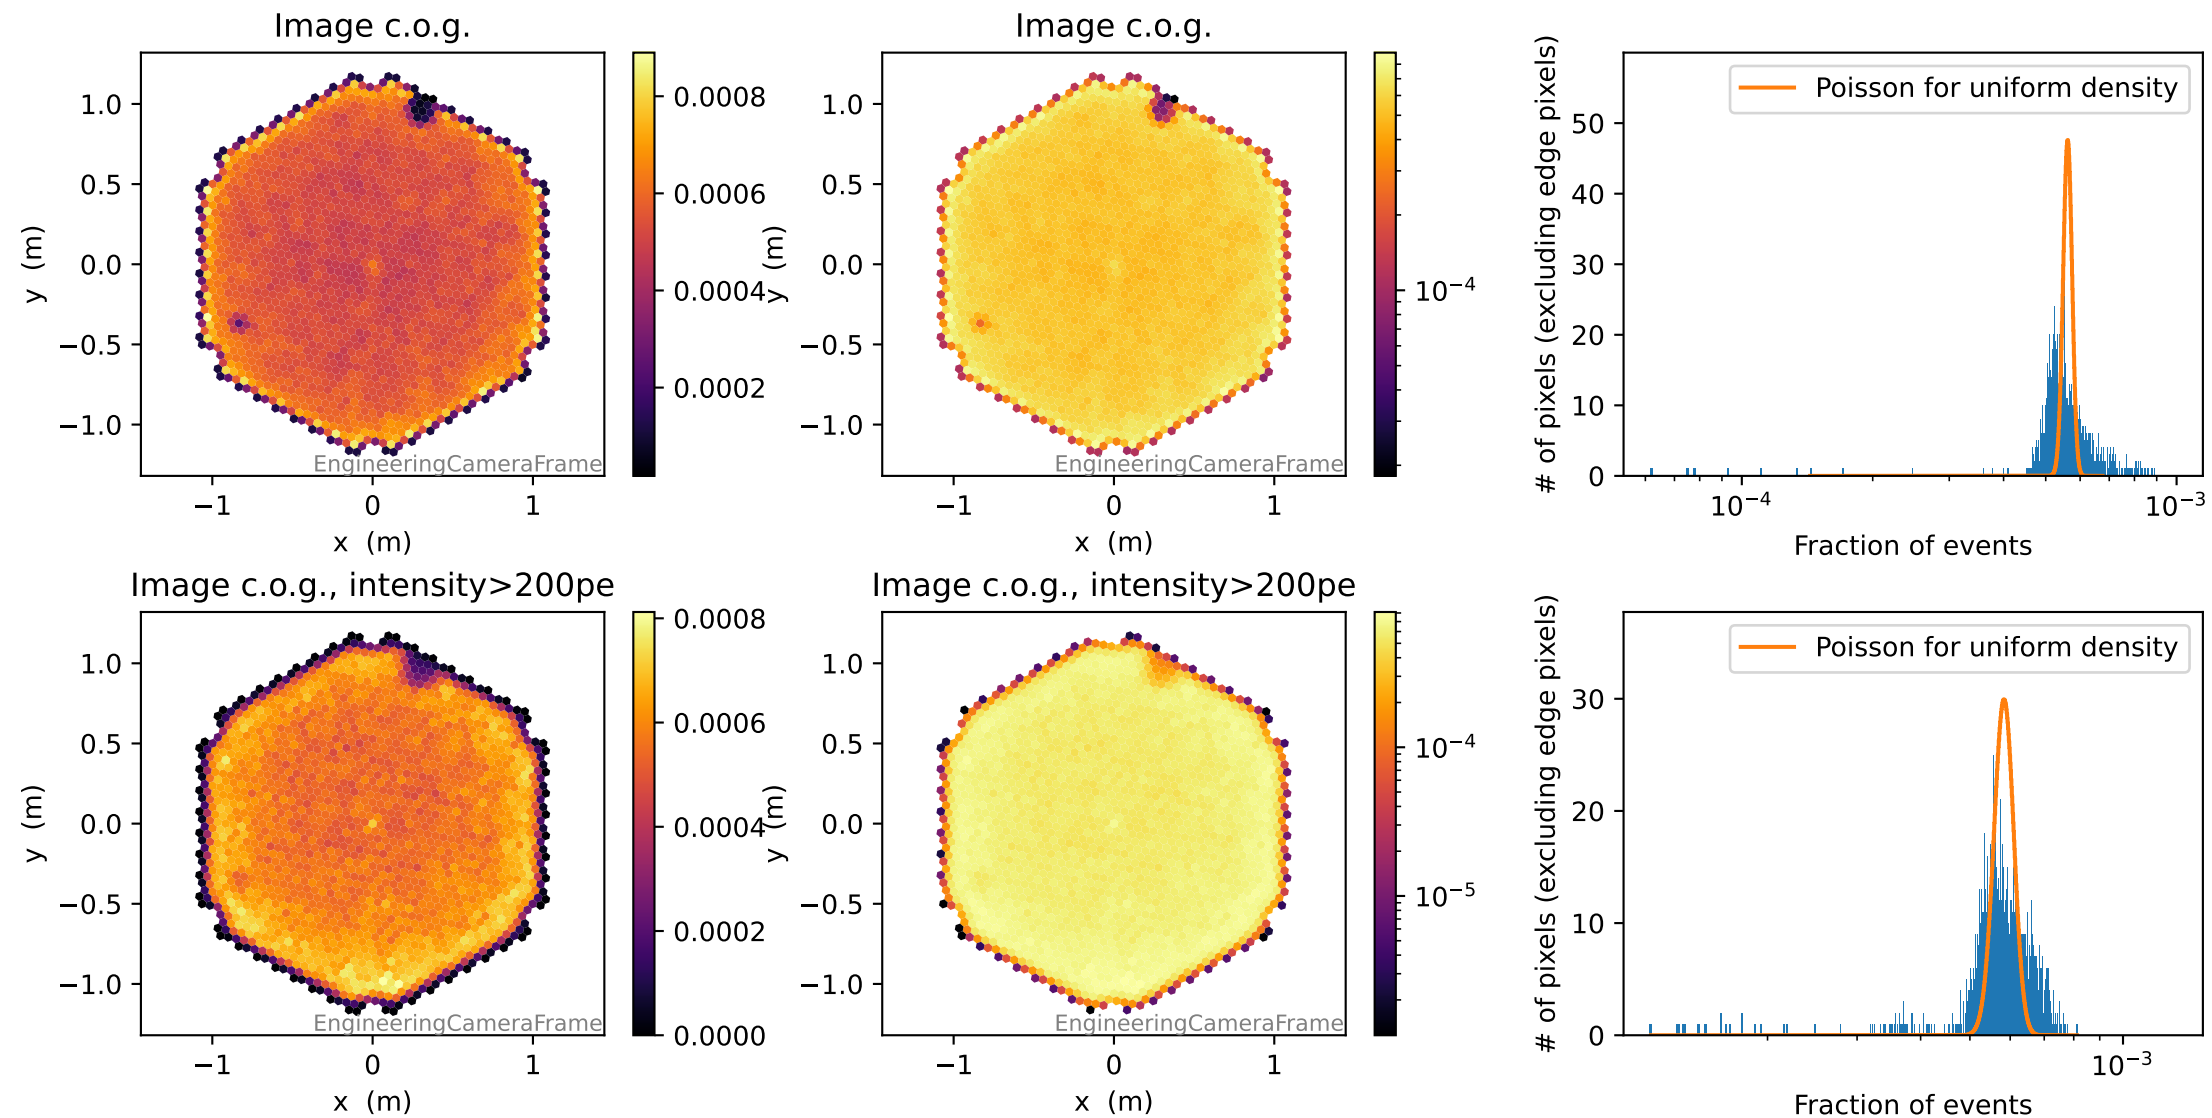 Image c.o.g.
y (m)
1.0
0.5
0.0
−0.5
−1.0
−1
0
1
x (m)
EngineeringCameraFrame
0.0008
0.0006
0.0004
0.0002
Image c.o.g.
y (m)
1.0
0.5
0.0
−0.5
−1.0
−1
0
1
x (m)
EngineeringCameraFrame
10⁻⁴
# of pixels (excluding edge pixels)
50
40
30
20
10
0
Poisson for uniform density
10⁻⁴
10⁻³
Fraction of events
Image c.o.g., intensity>200pe
y (m)
1.0
0.5
0.0
−0.5
−1.0
−1
0
1
x (m)
EngineeringCameraFrame
0.0008
0.0006
0.0004
0.0002
0.0000
Image c.o.g., intensity>200pe
y (m)
1.0
0.5
0.0
−0.5
−1.0
−1
0
1
x (m)
EngineeringCameraFrame
10⁻⁴
10⁻⁵
# of pixels (excluding edge pixels)
30
20
10
0
Poisson for uniform density
10⁻³
Fraction of events